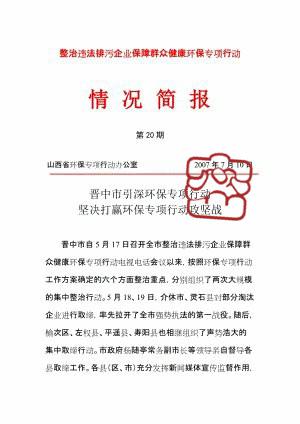 整治违法排污企业保障群众健康环保专项行动
情况简报
第20期
山西省环保专项行动办公室 2007年7月10日
晋中市引深环保专项行动
坚决打赢环保专项行动攻坚战
晋中市自5月17日召开全市整治违法排污企业保障群
众健康环保专项行动电视电话会议以来，按照环保专项行动
工作方案确定的六个方面整治重点，分别组织了两次大规模
的集中整治行动。5月18、19日，介休市、灵石县对部分淘汰
企业进行取缔，率先拉开了全市强势执法的第一战役。随后，
榆次区、左权县、平遥县、寿阳县也相继组织了声势浩大的
集中取缔行动。市政府杨随亭常务副市长等领导亲自督导各
县取缔工作。各县（区、市）充分发挥新闻媒体宣传监督作用，